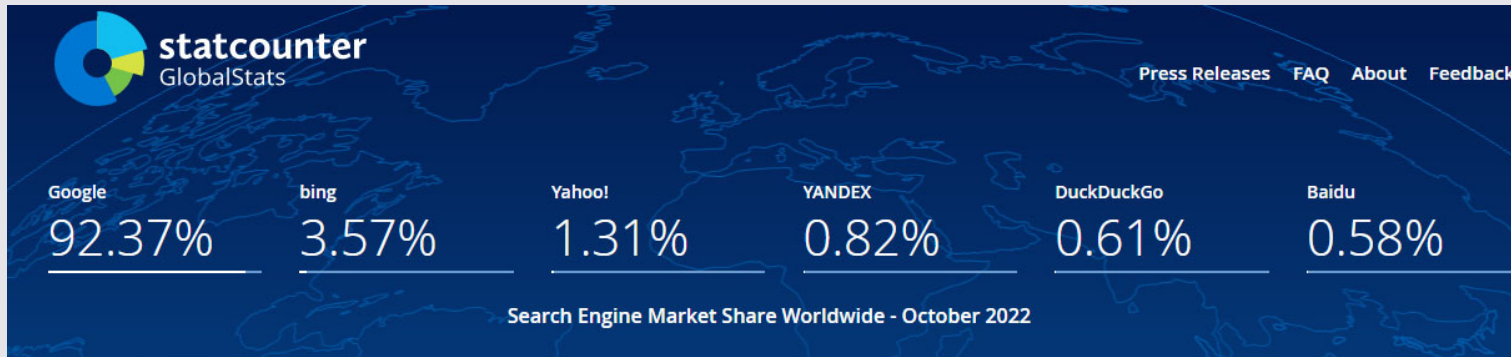 statcounter
GlobalStats
Press Releases FAQ About Feedback
Google bing Yahoo! YANDEX DuckDuckGo Baidu
92.37% 3.57% 1.31% 0.82% 0.61% 0.58%
Search Engine Market Share Worldwide - October 2022